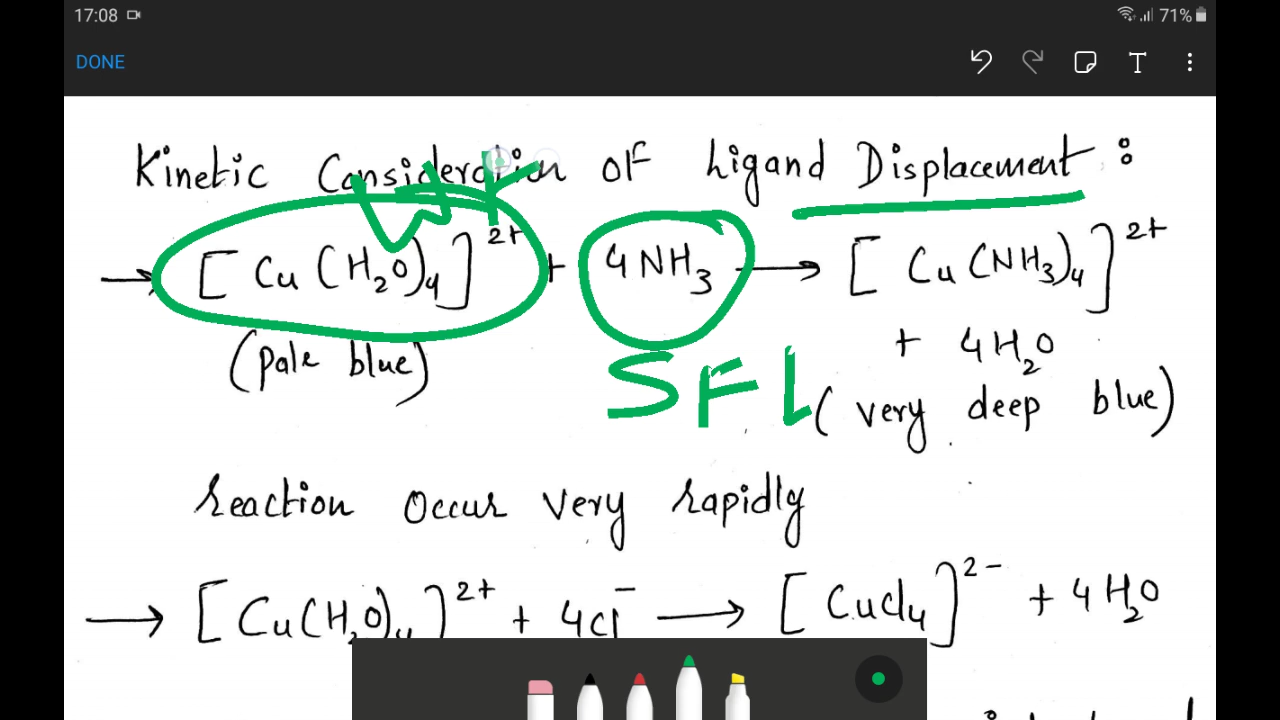 17:08 71%
DONE T
Kinetic Consideration of Ligand Displacement :
WF
→ [Cu(H₂O)₄]²⁺ + 4NH₃ → [Cu(NH₃)₄]²⁺
+ 4H₂O
(pale blue) SFL (very deep blue)
reaction occur very rapidly
→ [Cu(H₂O)₄]²⁺ + 4Cl⁻ → [CuCl₄]²⁻ + 4H₂O